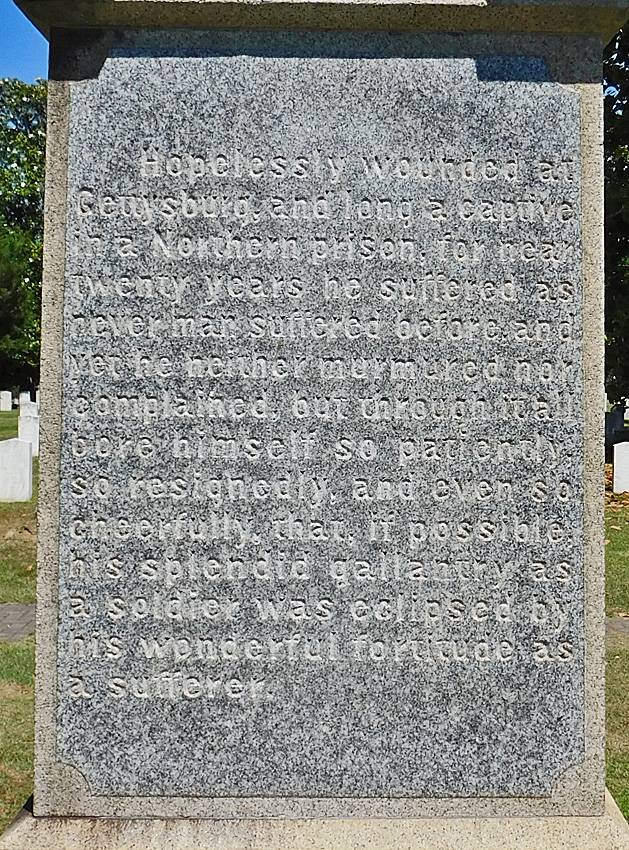 Hopelessly wounded at
Gettysburg, and long a captive
in a Northern prison, for near
twenty years he suffered as
never man suffered before, and
yet he neither murmured nor
complained, but through it all
bore himself so patiently,
so resignedly, and even so
cheerfully, that, if possible,
his splendid gallantry as
a soldier was eclipsed by
his wonderful fortitude as
a sufferer.